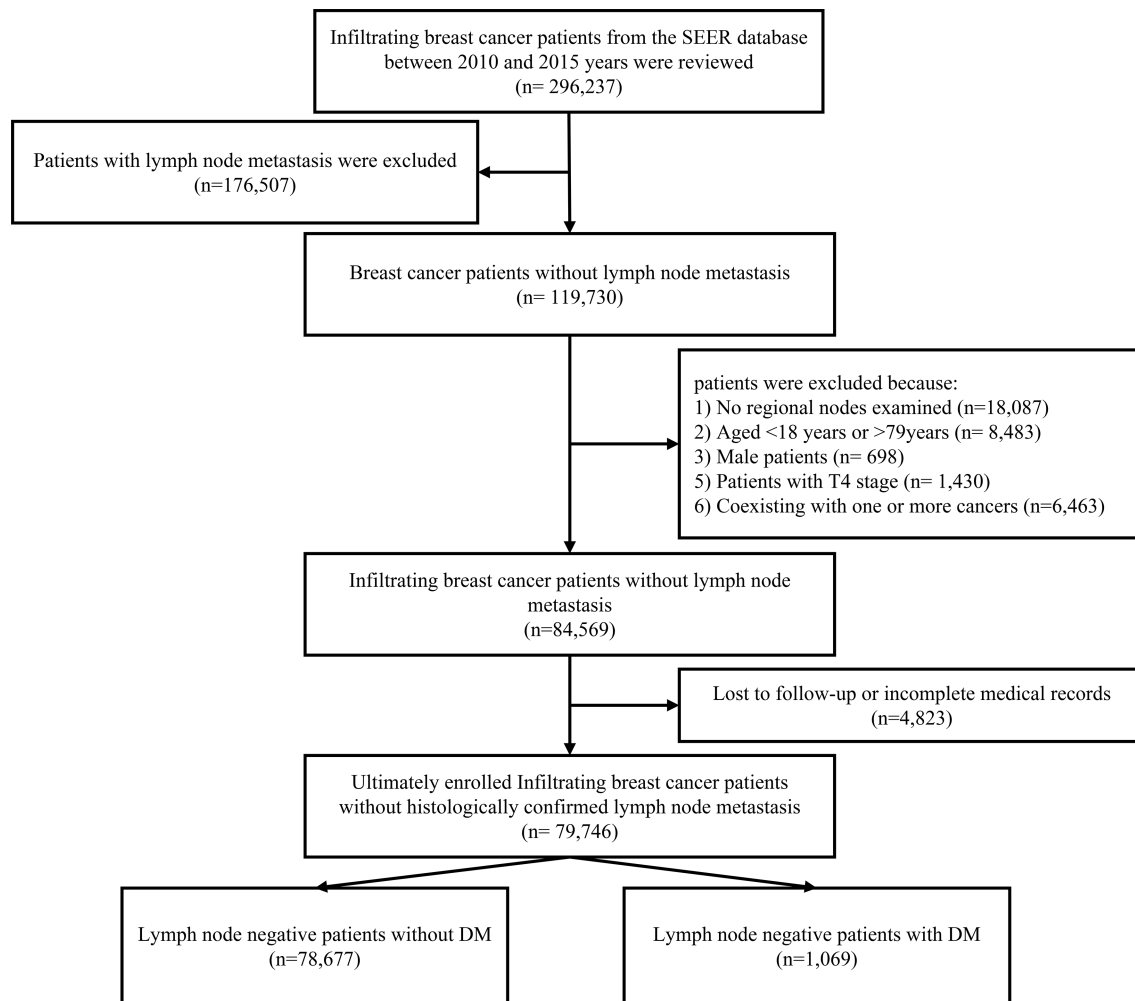 Infiltrating breast cancer patients from the SEER database
between 2010 and 2015 years were reviewed
(n= 296,237)
Patients with lymph node metastasis were excluded
(n=176,507)
Breast cancer patients without lymph node metastasis
(n= 119,730)
patients were excluded because:
1) No regional nodes examined (n=18,087)
2) Aged <18 years or >79years (n= 8,483)
3) Male patients (n= 698)
5) Patients with T4 stage (n= 1,430)
6) Coexisting with one or more cancers (n=6,463)
Infiltrating breast cancer patients without lymph node
metastasis
(n=84,569)
Lost to follow-up or incomplete medical records
(n=4,823)
Ultimately enrolled Infiltrating breast cancer patients
without histologically confirmed lymph node metastasis
(n= 79,746)
Lymph node negative patients without DM
(n=78,677)
Lymph node negative patients with DM
(n=1,069)